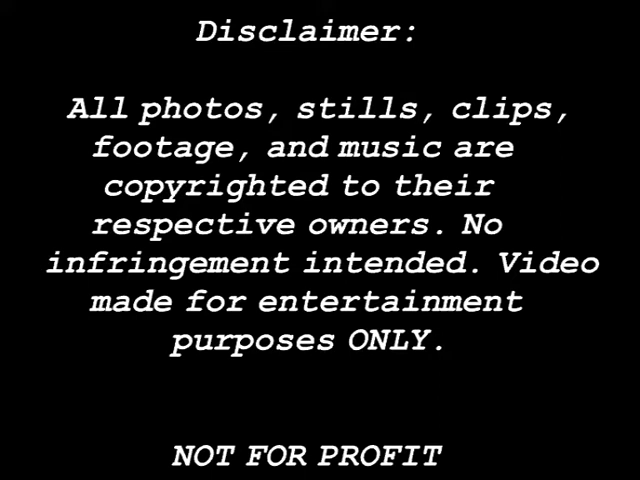 Disclaimer:
All photos, stills, clips,
footage, and music are
copyrighted to their
respective owners. No
infringement intended. Video
made for entertainment
purposes ONLY.
NOT FOR PROFIT